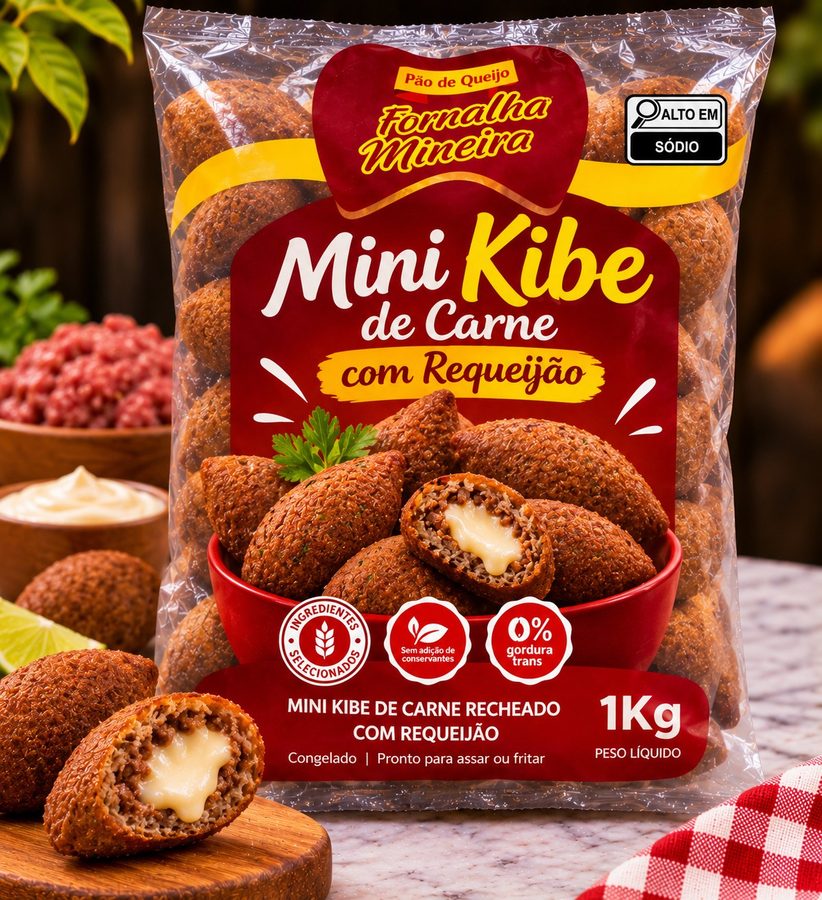 Pão de Queijo
Fornalha
Mineira
ALTO EM
SÓDIO
Mini Kibe
de Carne
com Requeijão
INGREDIENTES
SELECIONADOS
Sem adição de
conservantes
0%
gordura
trans
MINI KIBE DE CARNE RECHEADO
COM REQUEIJÃO
Congelado | Pronto para assar ou fritar
1Kg
PESO LÍQUIDO